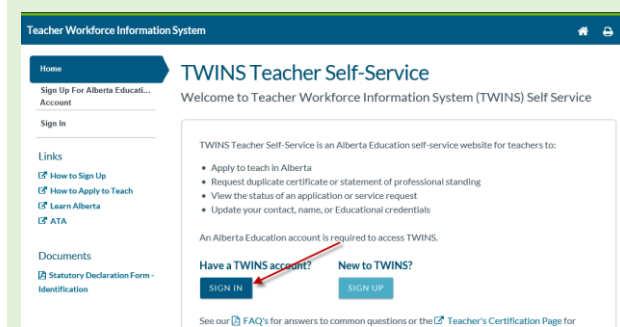 Teacher Workforce Information System
Home
Sign Up For Alberta Educati...
Account
Sign In
Links
How to Sign Up
How to Apply to Teach
Learn Alberta
ATA
Documents
Statutory Declaration Form -
Identification
TWINS Teacher Self-Service
Welcome to Teacher Workforce Information System (TWINS) Self Service
TWINS Teacher Self-Service is an Alberta Education self-service website for teachers to:
• Apply to teach in Alberta
• Request duplicate certificate or statement of professional standing
• View the status of an application or service request
• Update your contact, name, or Educational credentials
An Alberta Education account is required to access TWINS.
Have a TWINS account? New to TWINS?
SIGN IN SIGN UP
See our FAQ's for answers to common questions or the Teacher's Certification Page for